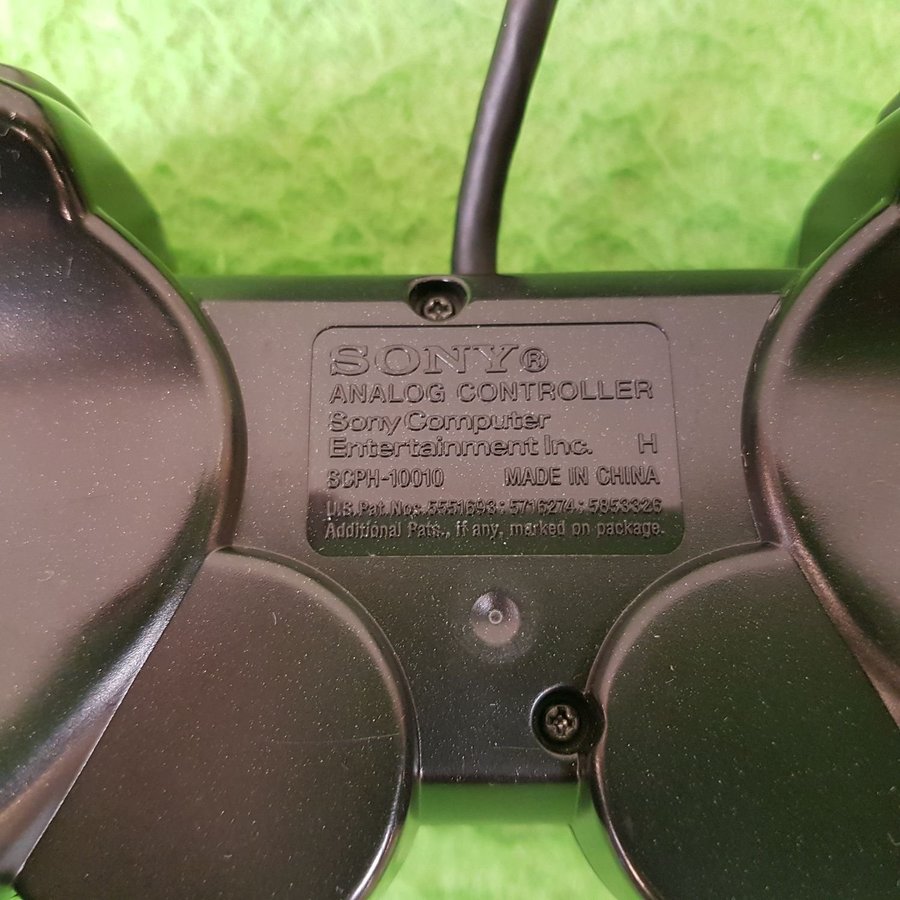 SONY®
ANALOG CONTROLLER
Sony Computer
Entertainment Inc. H
SCPH-10010 MADE IN CHINA
U.S. Pat. Nos. 5551693; 5716274; 5853326
Additional Pats., if any, marked on package.